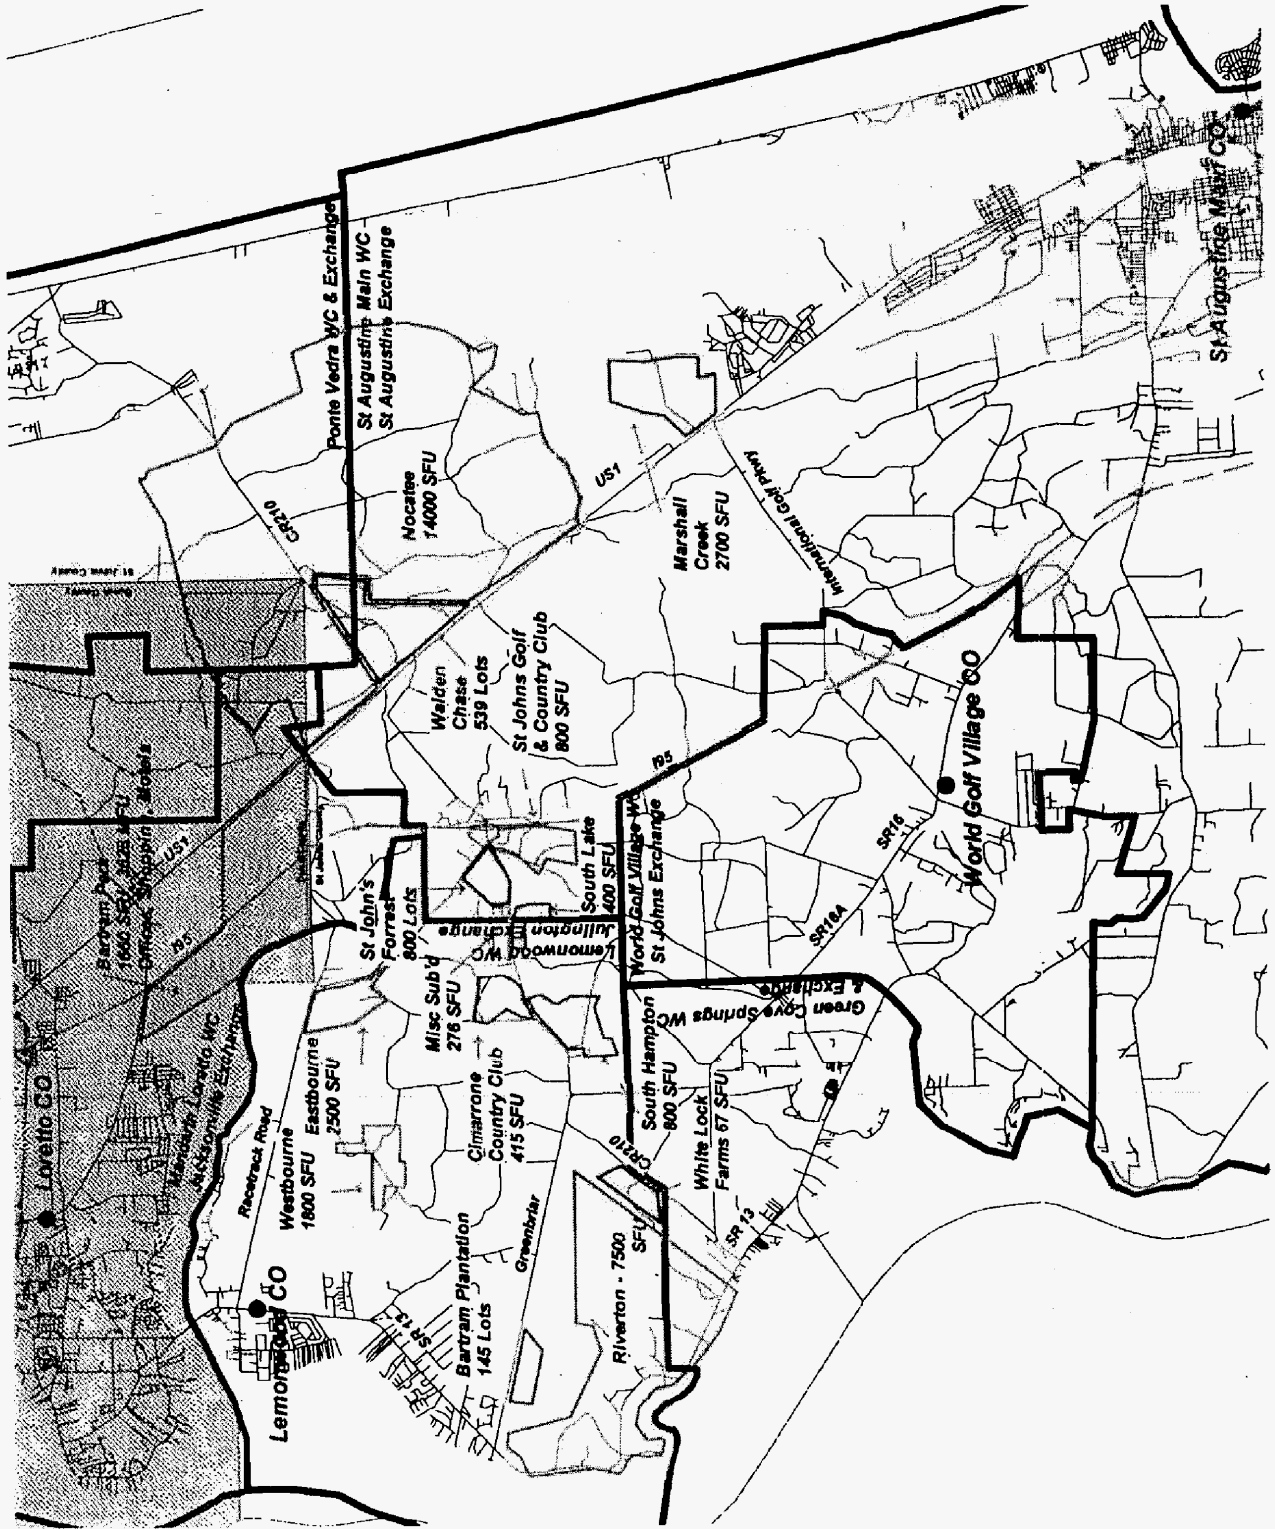 Ponte Vedra WC & Exchange
St Augustine Main WC
St Augustine Exchange
St Augustine Main CO
Nocatee
14000 SFU
CR210
US1
St. Johns County
Duval County
Marshall
Creek
2700 SFU
International Golf Pkwy
Walden
Chase
539 Lots
St Johns Golf
& Country Club
800 SFU
I95
World Golf Village CO
SR16
SR16A
South Lake
400 SFU
World Golf Village WC
St Johns Exchange
Bartram Park
US1
I95
St John's
Forrest
800 Lots
Lemonwood WC
Julington Exchange
Green Cove Springs WC
& Exchange
Misc Sub'd
276 SFU
Loretto CO
Mandarin Loretto WC
Jacksonville Exchange
Racetrack Road
Eastbourne
2500 SFU
Westbourne
1800 SFU
Cimarrone
Country Club
415 SFU
South Hampton
800 SFU
White Lock
Farms 67 SFU
CR210
SR 13
Greenbriar
Riverton - 7500
SFU
Lemonwood CO
SR 13
Bartram Plantation
145 Lots